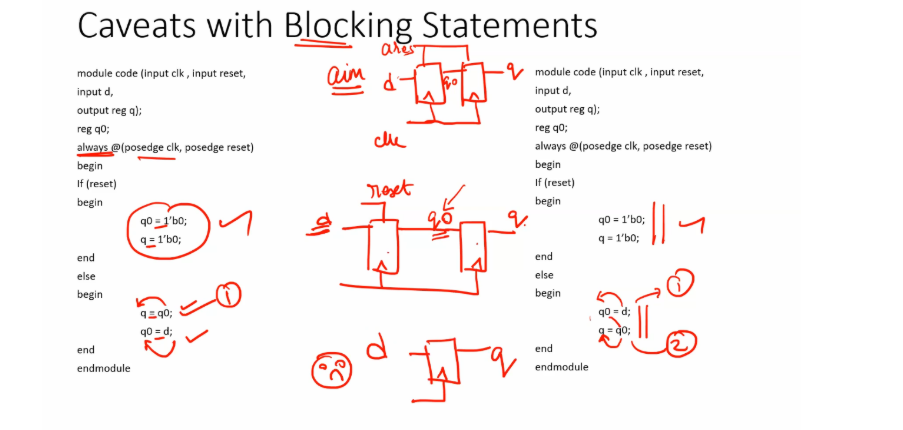 Caveats with Blocking Statements
module code (input clk , input reset,
input d,
output reg q);
reg q0;
always @(posedge clk, posedge reset)
begin
If (reset)
begin
q0 = 1'b0;
q = 1'b0;
end
else
begin
q = q0;
q0 = d;
end
endmodule
①
aim
ares
d
q0
q
clk
reset
d
q0
q
d
q
module code (input clk , input reset,
input d,
output reg q);
reg q0;
always @(posedge clk, posedge reset)
begin
If (reset)
begin
q0 = 1'b0;
q = 1'b0;
end
else
begin
q0 = d;
q = q0;
end
endmodule
①
②